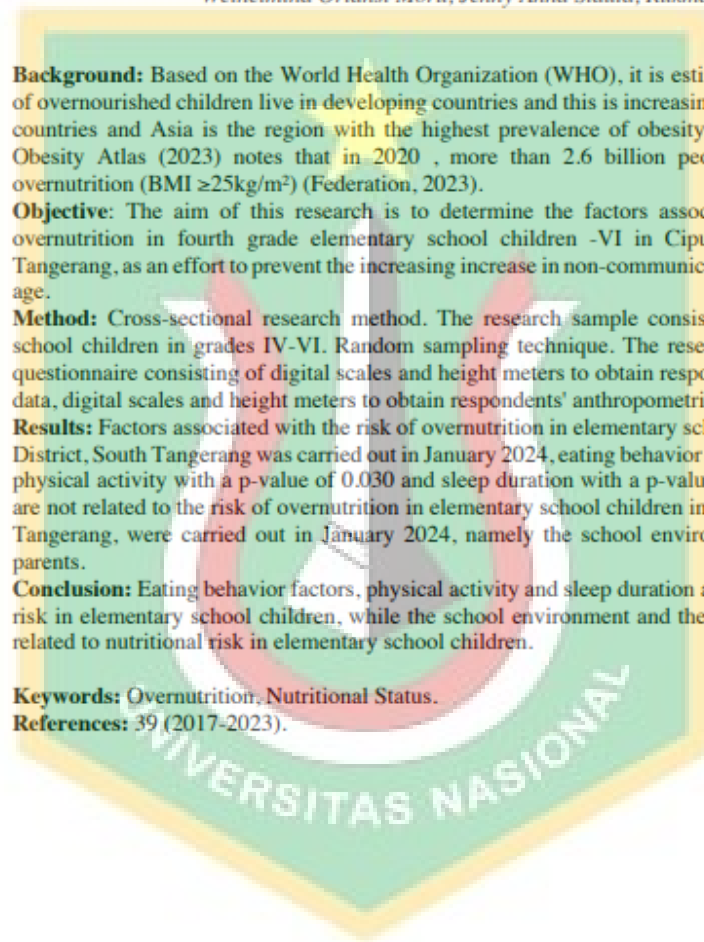 Background: Based on the World Health Organization (WHO), it is esti
of overnourished children live in developing countries and this is increasin
countries and Asia is the region with the highest prevalence of obesity
Obesity Atlas (2023) notes that in 2020 , more than 2.6 billion peo
overnutrition (BMI ≥25kg/m²) (Federation, 2023).
Objective: The aim of this research is to determine the factors assoc
overnutrition in fourth grade elementary school children -VI in Cipu
Tangerang, as an effort to prevent the increasing increase in non-communic
age.
Method: Cross-sectional research method. The research sample consis
school children in grades IV-VI. Random sampling technique. The rese
questionnaire consisting of digital scales and height meters to obtain respo
data, digital scales and height meters to obtain respondents' anthropometri
Results: Factors associated with the risk of overnutrition in elementary sc
District, South Tangerang was carried out in January 2024, eating behavior
physical activity with a p-value of 0.030 and sleep duration with a p-valu
are not related to the risk of overnutrition in elementary school children in
Tangerang, were carried out in January 2024, namely the school enviro
parents.
Conclusion: Eating behavior factors, physical activity and sleep duration a
risk in elementary school children, while the school environment and the
related to nutritional risk in elementary school children.
Keywords: Overnutrition, Nutritional Status.
References: 39 (2017-2023).
UNIVERSITAS NASIONAL